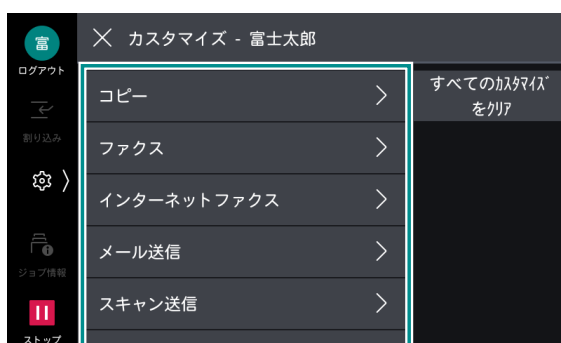 富
ログアウト
割り込み
ジョブ情報
ストップ
カスタマイズ - 富士太郎
コピー
ファクス
インターネットファクス
メール送信
スキャン送信
すべてのｶｽﾀﾏｲｽﾞ
をｸﾘｱ